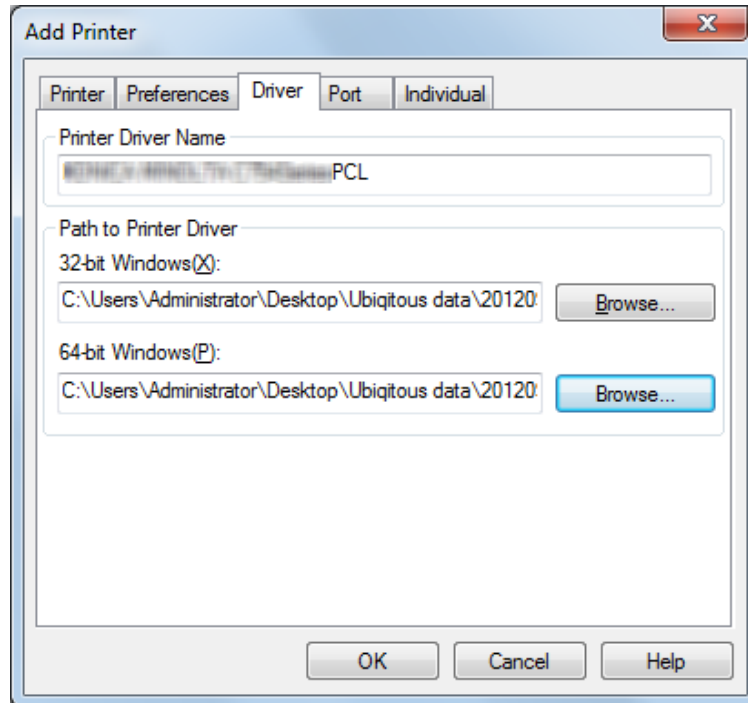 Add Printer
Printer Preferences Driver Port Individual
Printer Driver Name
PCL
Path to Printer Driver
32-bit Windows(X):
C:\Users\Administrator\Desktop\Ubiqitous data\20120
Browse...
64-bit Windows(P):
C:\Users\Administrator\Desktop\Ubiqitous data\20120
Browse...
OK Cancel Help